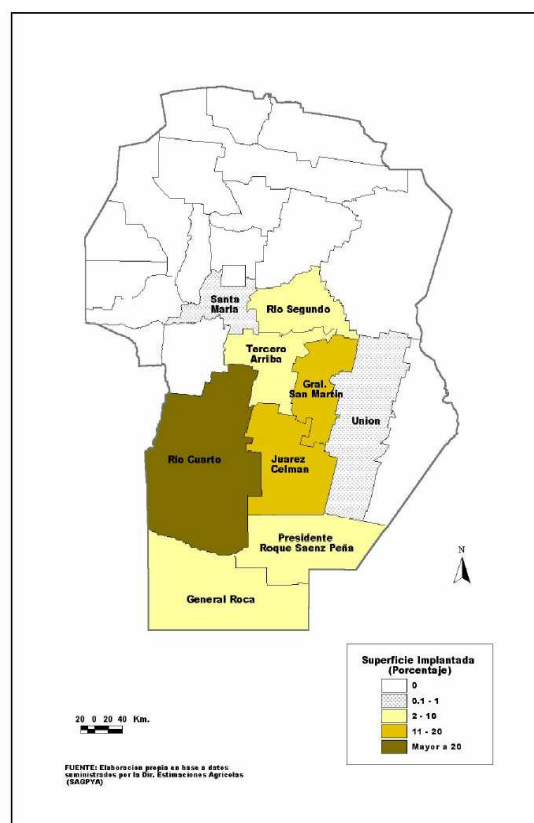 Santa
Maria
Rio Segundo
Tercero
Arriba
Gral.
San Martin
Union
Rio Cuarto
Juarez
Celman
Presidente
Roque Saenz Peña
General Roca
N
Superficie Implantada
(Porcentaje)
0
0.1 - 1
2 - 10
11 - 20
Mayor a 20
20 0 20 40 Km.
FUENTE: Elaboracion propia en base a datos
suministrados por la Dir. Estimaciones Agricolas
(SAGPYA)